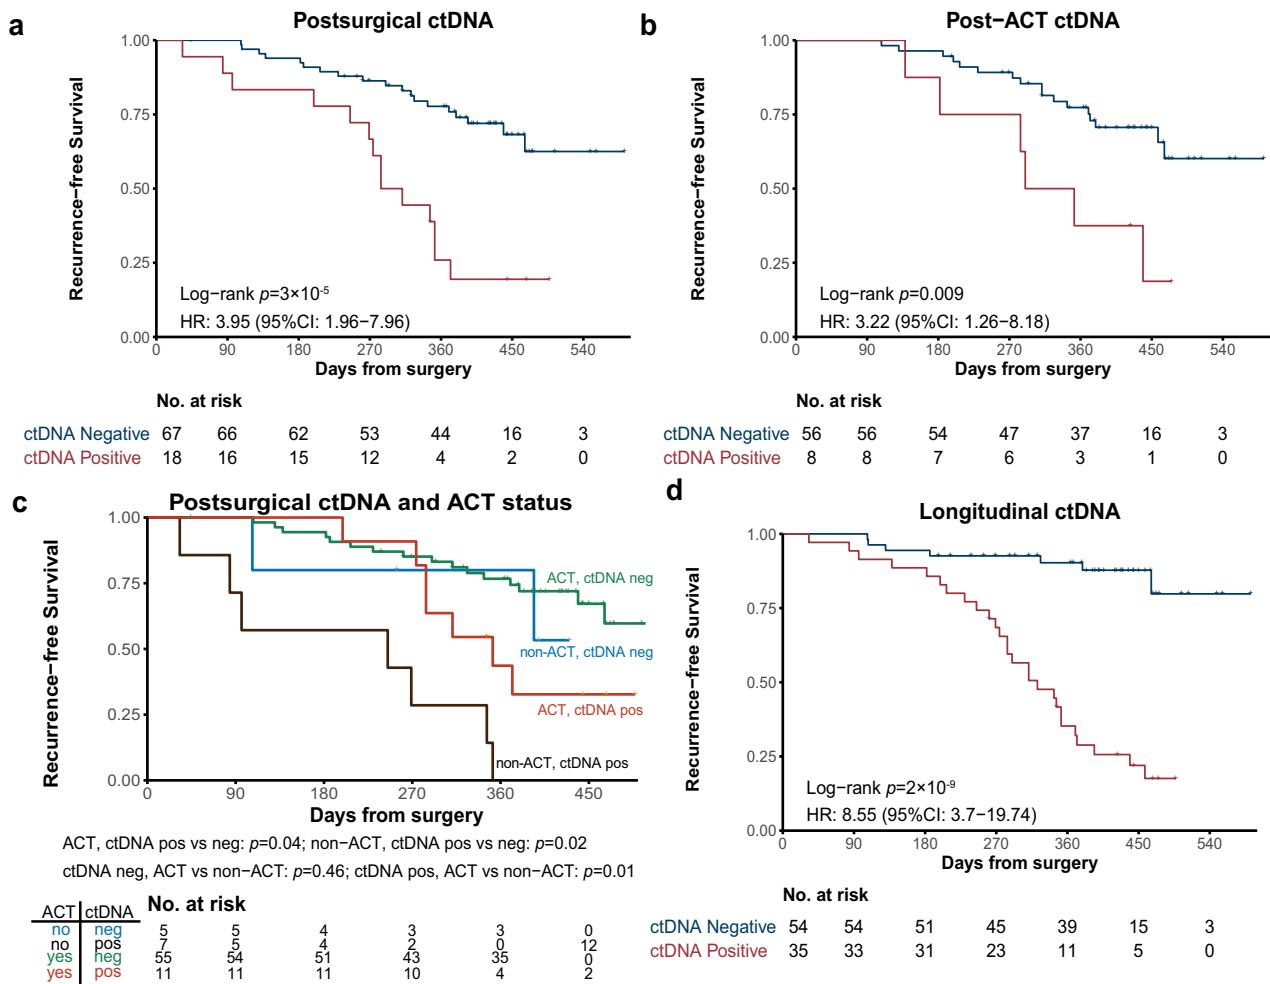 a
Postsurgical ctDNA
1.00
0.75
0.50
0.25
0.00
Recurrence−free Survival
Log−rank p=3×10-5
HR: 3.95 (95%CI: 1.96−7.96)
0 90 180 270 360 450 540
Days from surgery
No. at risk
ctDNA Negative 67 66 62 53 44 16 3
ctDNA Positive 18 16 15 12 4 2 0
b
Post−ACT ctDNA
1.00
0.75
0.50
0.25
0.00
Recurrence−free Survival
Log−rank p=0.009
HR: 3.22 (95%CI: 1.26−8.18)
0 90 180 270 360 450 540
Days from surgery
No. at risk
ctDNA Negative 56 56 54 47 37 16 3
ctDNA Positive 8 8 7 6 3 1 0
c
Postsurgical ctDNA and ACT status
1.00
0.75
0.50
0.25
0.00
Recurrence−free Survival
ACT, ctDNA neg
non-ACT, ctDNA neg
ACT, ctDNA pos
non-ACT, ctDNA pos
0 90 180 270 360 450
Days from surgery
ACT, ctDNA pos vs neg: p=0.04; non−ACT, ctDNA pos vs neg: p=0.02
ctDNA neg, ACT vs non−ACT: p=0.46; ctDNA pos, ACT vs non−ACT: p=0.01
ACT ctDNA No. at risk
no neg 5 5 4 3 3 0
no pos 7 5 4 2 0 12
yes neg 55 54 51 43 35 0
yes pos 11 11 11 10 4 2
d
Longitudinal ctDNA
1.00
0.75
0.50
0.25
0.00
Recurrence−free Survival
Log−rank p=2×10-9
HR: 8.55 (95%CI: 3.7−19.74)
0 90 180 270 360 450 540
Days from surgery
No. at risk
ctDNA Negative 54 54 51 45 39 15 3
ctDNA Positive 35 33 31 23 11 5 0